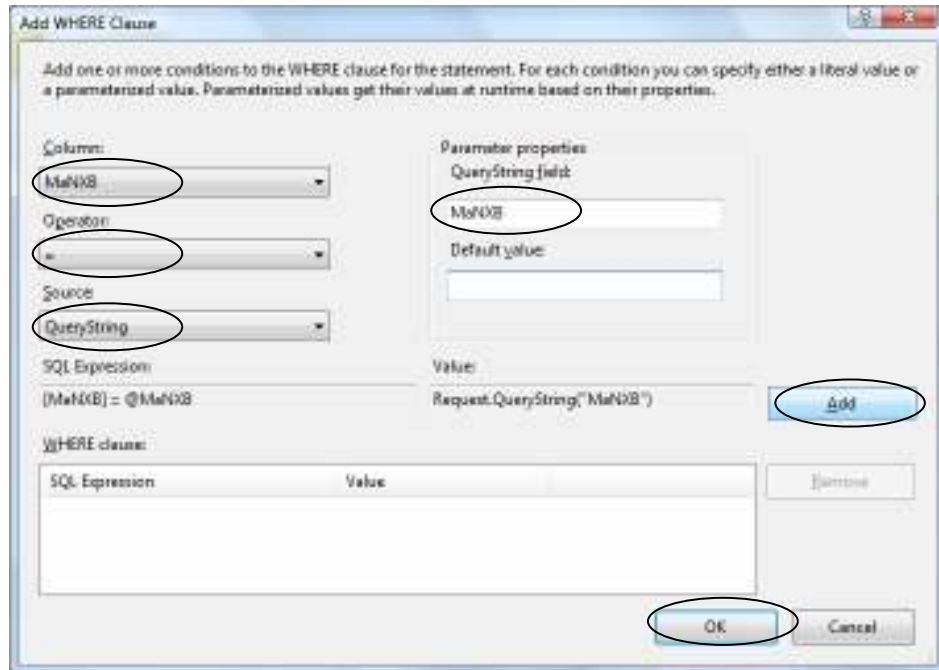 Add WHERE Clause
Add one or more conditions to the WHERE clause for the statement. For each condition you can specify either a literal value or
a parameterized value. Parameterized values get their values at runtime based on their properties.
Column:
MaNXB
Operator:
=
Source:
QueryString
Parameter properties
QueryString field:
MaNXB
Default value:
SQL Expression:
[MaNXB] = @MaNXB
Value:
Request.QueryString("MaNXB")
Add
WHERE clause:
SQL Expression Value
Remove
OK Cancel